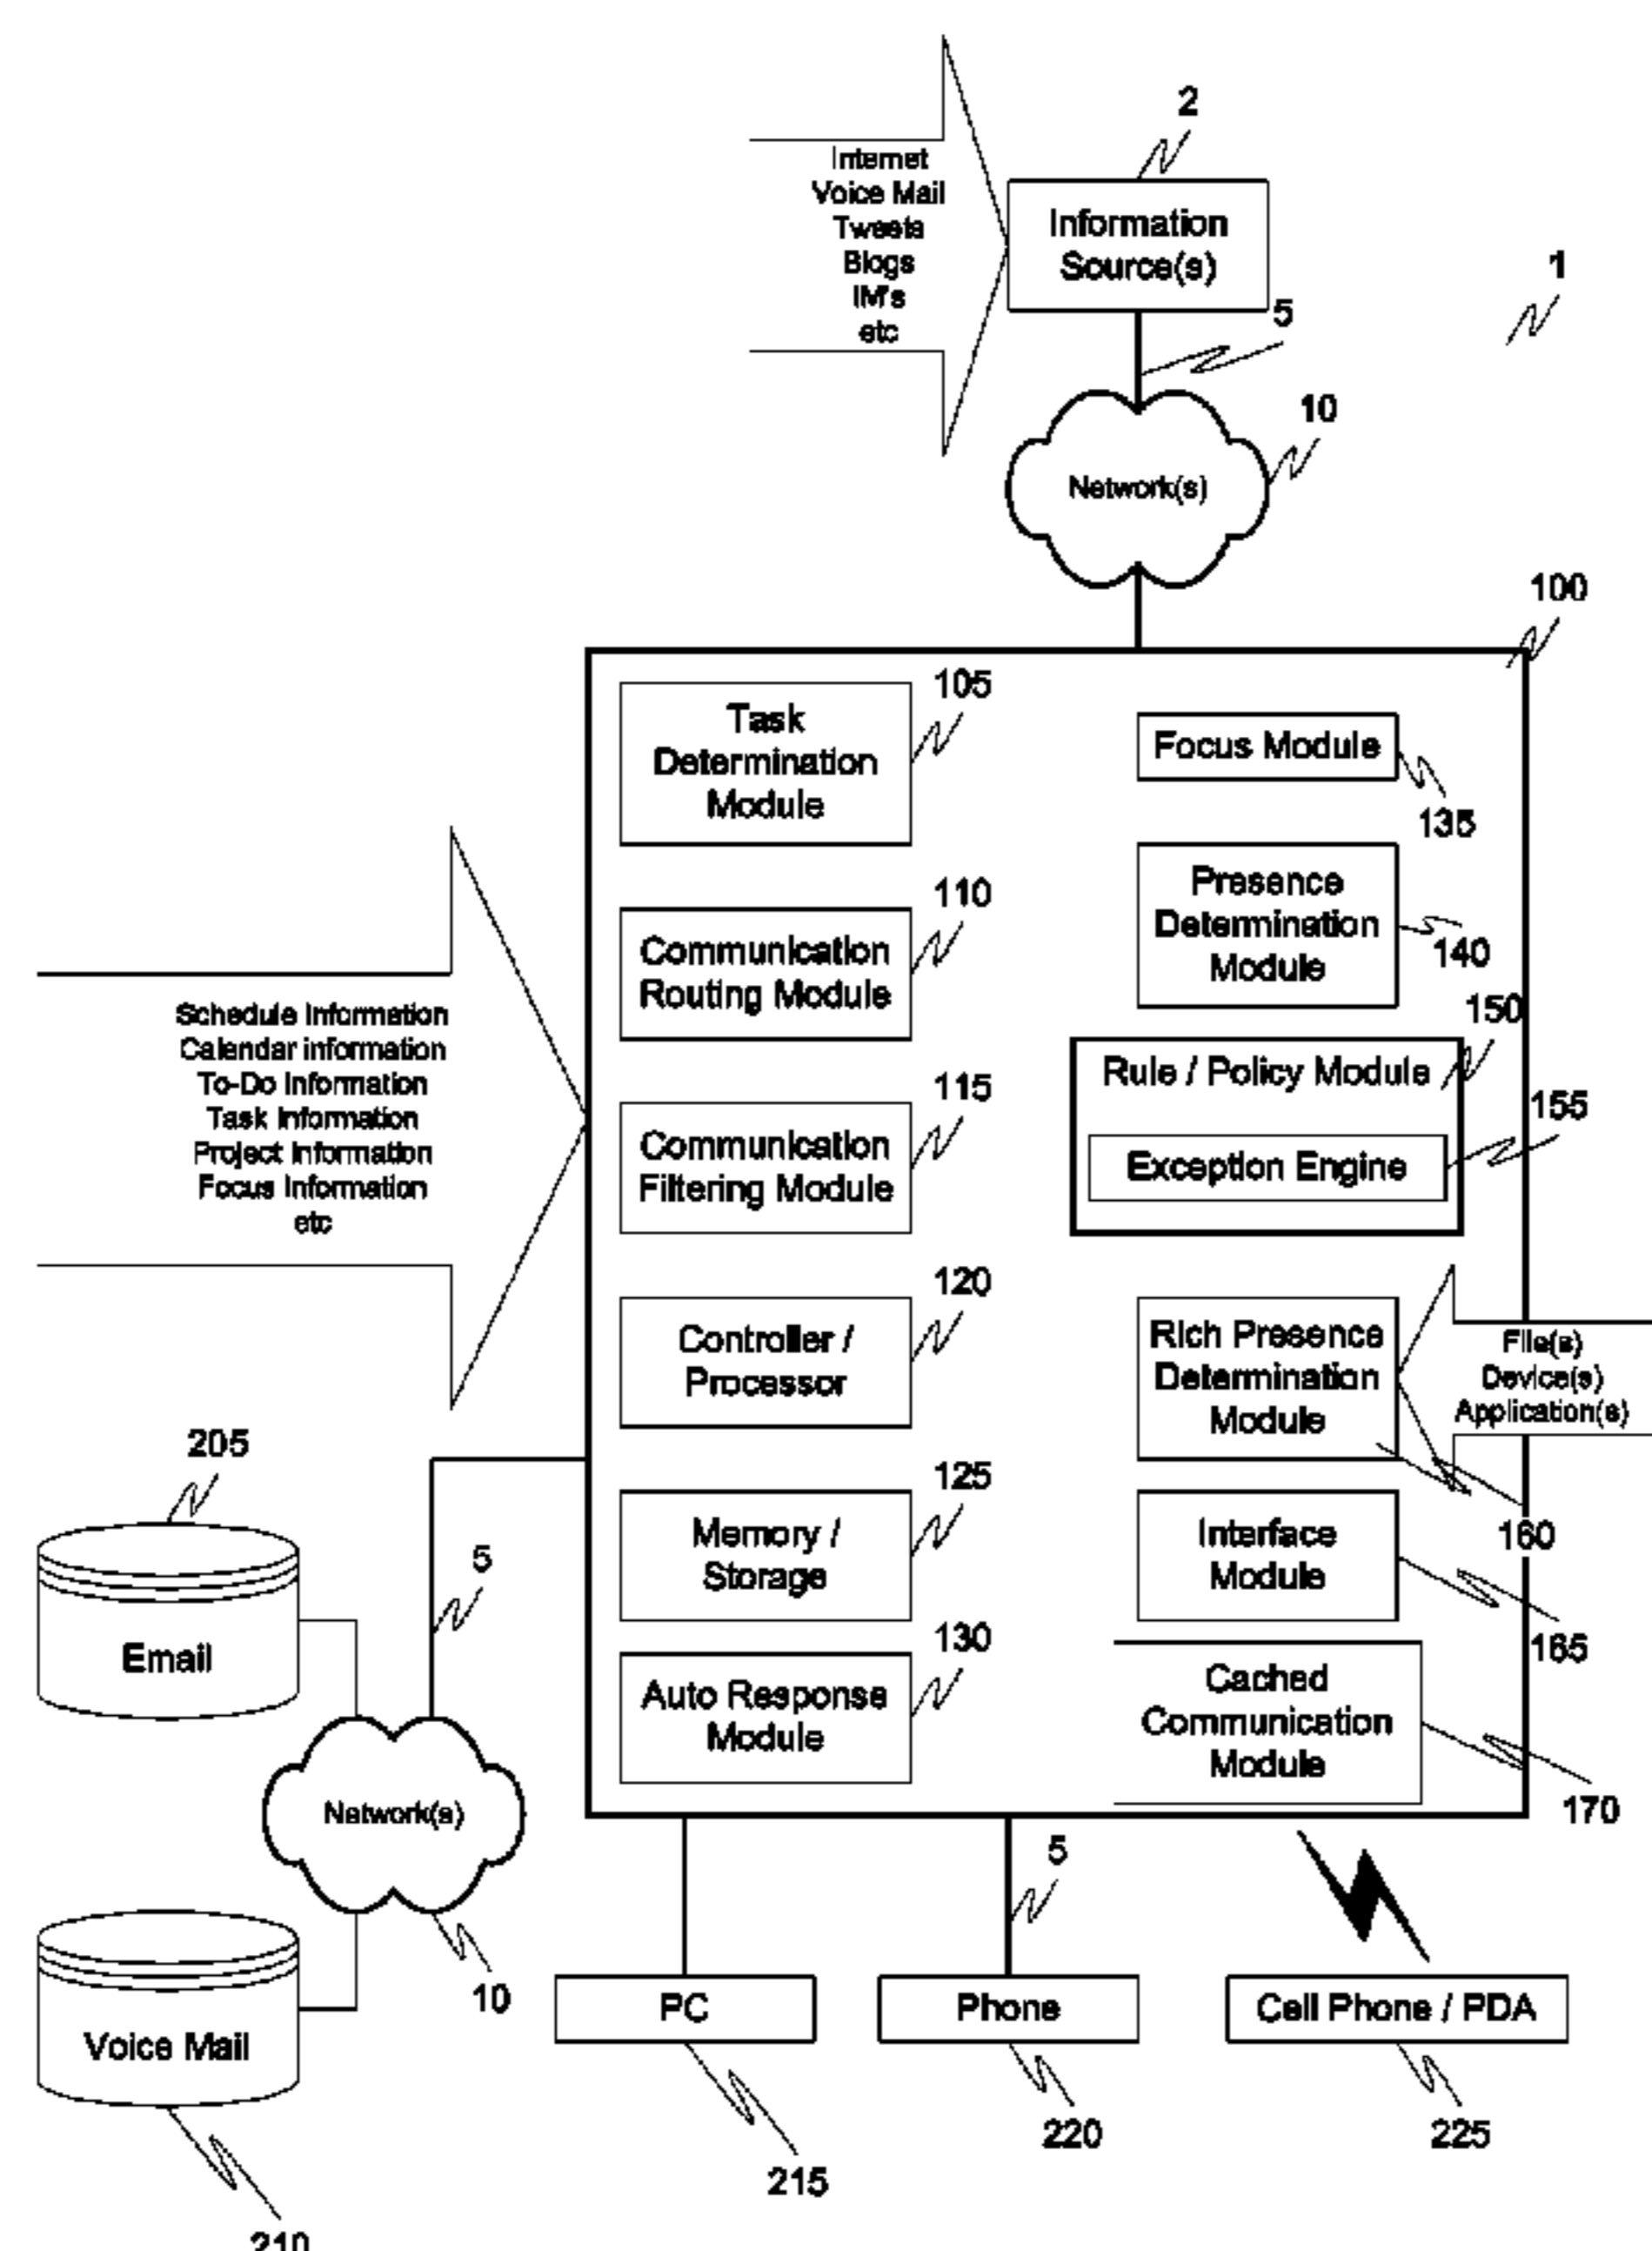 2
Internet
Voice Mail
Tweets
Blogs
IM's
etc
Information
Source(s)
1
5
10
Network(s)
100
105
Task
Determination
Module
Focus Module
135
110
Communication
Routing Module
Presence
Determination
Module
140
150
Schedule Information
Calendar information
To-Do Information
Task Information
Project Information
Focus Information
etc
115
Communication
Filtering Module
Rule / Policy Module
155
Exception Engine
120
Controller /
Processor
Rich Presence
Determination
Module
File(s)
Device(s)
Application(s)
160
205
Email
5
125
Memory /
Storage
Interface
Module
165
130
Auto Response
Module
Cached
Communication
Module
170
Network(s)
10
Voice Mail
210
5
PC
215
Phone
220
Cell Phone / PDA
225